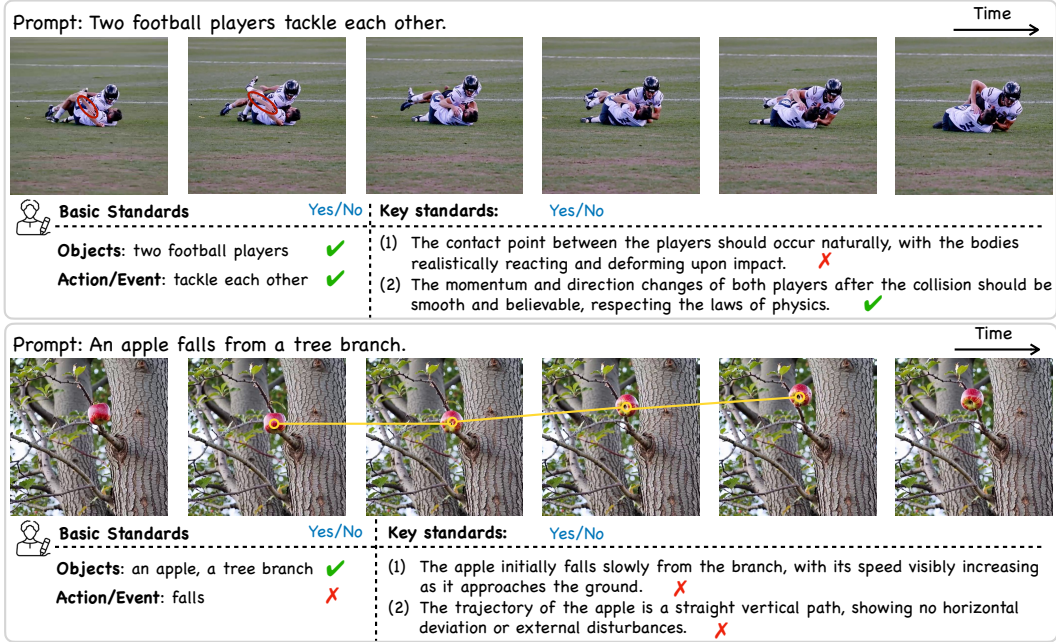 Prompt: Two football players tackle each other.
Time
Basic Standards
Yes/No
Objects: two football players
Action/Event: tackle each other
Key standards:
Yes/No
(1) The contact point between the players should occur naturally, with the bodies
realistically reacting and deforming upon impact.
(2) The momentum and direction changes of both players after the collision should be
smooth and believable, respecting the laws of physics.
Prompt: An apple falls from a tree branch.
Time
Basic Standards
Yes/No
Objects: an apple, a tree branch
Action/Event: falls
Key standards:
Yes/No
(1) The apple initially falls slowly from the branch, with its speed visibly increasing
as it approaches the ground.
(2) The trajectory of the apple is a straight vertical path, showing no horizontal
deviation or external disturbances.